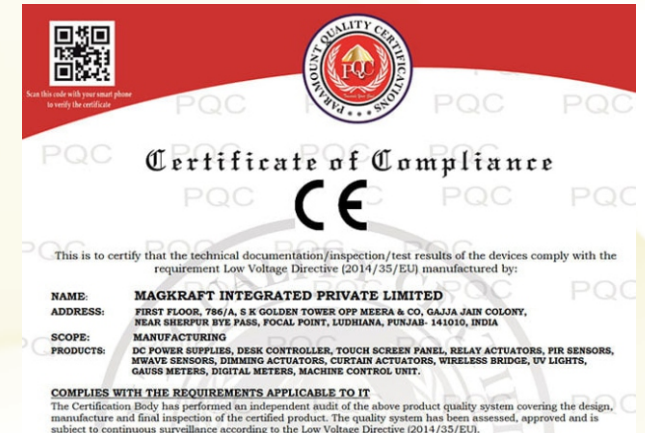 Scan this code with your smart phone
to verify the certificate
PARAMOUNT QUALITY CERTIFICATIONS
PQC
Certificate of Compliance
CE
This is to certify that the technical documentation/inspection/test results of the devices comply with the
requirement Low Voltage Directive (2014/35/EU) manufactured by:
NAME: MAGKRAFT INTEGRATED PRIVATE LIMITED
ADDRESS: FIRST FLOOR, 786/A, S K GOLDEN TOWER OPP MEERA & CO, GAJJA JAIN COLONY,
NEAR SHERPUR BYE PASS, FOCAL POINT, LUDHIANA, PUNJAB- 141010, INDIA
SCOPE: MANUFACTURING
PRODUCTS: DC POWER SUPPLIES, DESK CONTROLLER, TOUCH SCREEN PANEL, RELAY ACTUATORS, PIR SENSORS,
MWAVE SENSORS, DIMMING ACTUATORS, CURTAIN ACTUATORS, WIRELESS BRIDGE, UV LIGHTS,
GAUSS METERS, DIGITAL METERS, MACHINE CONTROL UNIT.
COMPLIES WITH THE REQUIREMENTS APPLICABLE TO IT
The Certification Body has performed an independent audit of the above product quality system covering the design,
manufacture and final inspection of the certified product. The quality system has been assessed, approved and is
subject to continuous surveillance according to the Low Voltage Directive (2014/35/EU).